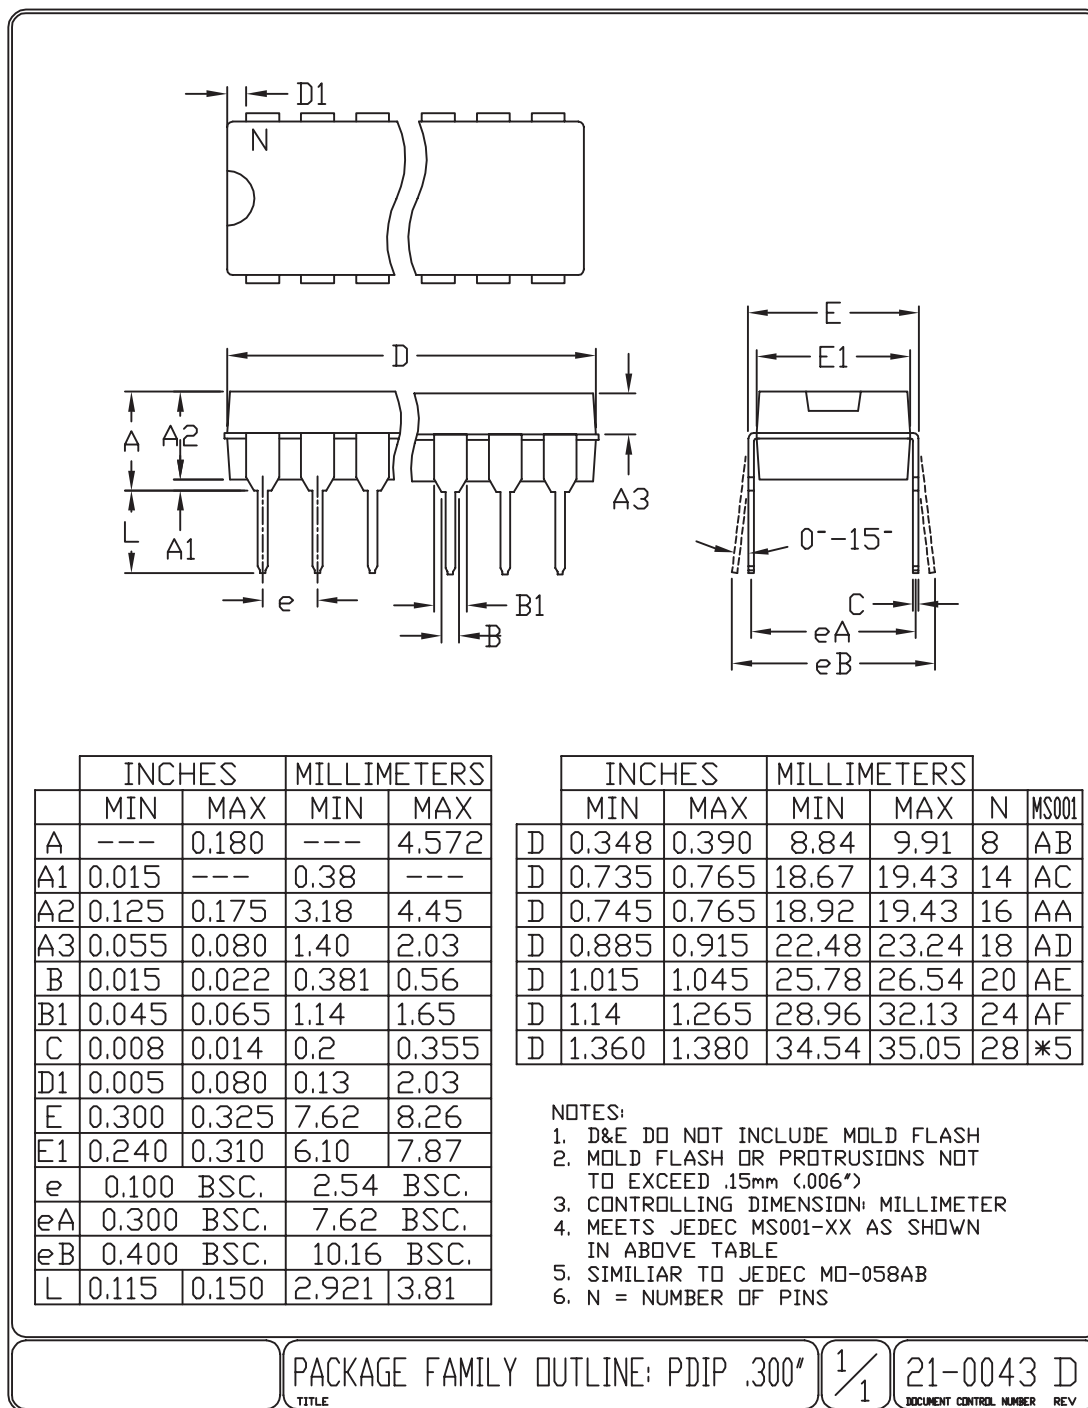 D1
N
D
E
E1
A
A2
A3
L
A1
0°-15°
e
B1
B
C
eA
eB
INCHES MILLIMETERS
MIN MAX MIN MAX
A --- 0.180 --- 4.572
A1 0.015 --- 0.38 ---
A2 0.125 0.175 3.18 4.45
A3 0.055 0.080 1.40 2.03
B 0.015 0.022 0.381 0.56
B1 0.045 0.065 1.14 1.65
C 0.008 0.014 0.2 0.355
D1 0.005 0.080 0.13 2.03
E 0.300 0.325 7.62 8.26
E1 0.240 0.310 6.10 7.87
e 0.100 BSC. 2.54 BSC.
eA 0.300 BSC. 7.62 BSC.
eB 0.400 BSC. 10.16 BSC.
L 0.115 0.150 2.921 3.81
INCHES MILLIMETERS
MIN MAX MIN MAX N MS001
D 0.348 0.390 8.84 9.91 8 AB
D 0.735 0.765 18.67 19.43 14 AC
D 0.745 0.765 18.92 19.43 16 AA
D 0.885 0.915 22.48 23.24 18 AD
D 1.015 1.045 25.78 26.54 20 AE
D 1.14 1.265 28.96 32.13 24 AF
D 1.360 1.380 34.54 35.05 28 *5
NOTES:
1. D&E DO NOT INCLUDE MOLD FLASH
2. MOLD FLASH OR PROTRUSIONS NOT
TO EXCEED .15mm (.006")
3. CONTROLLING DIMENSION: MILLIMETER
4. MEETS JEDEC MS001-XX AS SHOWN
IN ABOVE TABLE
5. SIMILIAR TO JEDEC MO-058AB
6. N = NUMBER OF PINS
PACKAGE FAMILY OUTLINE: PDIP .300"
TITLE
1/1
21-0043 D
DOCUMENT CONTROL NUMBER REV